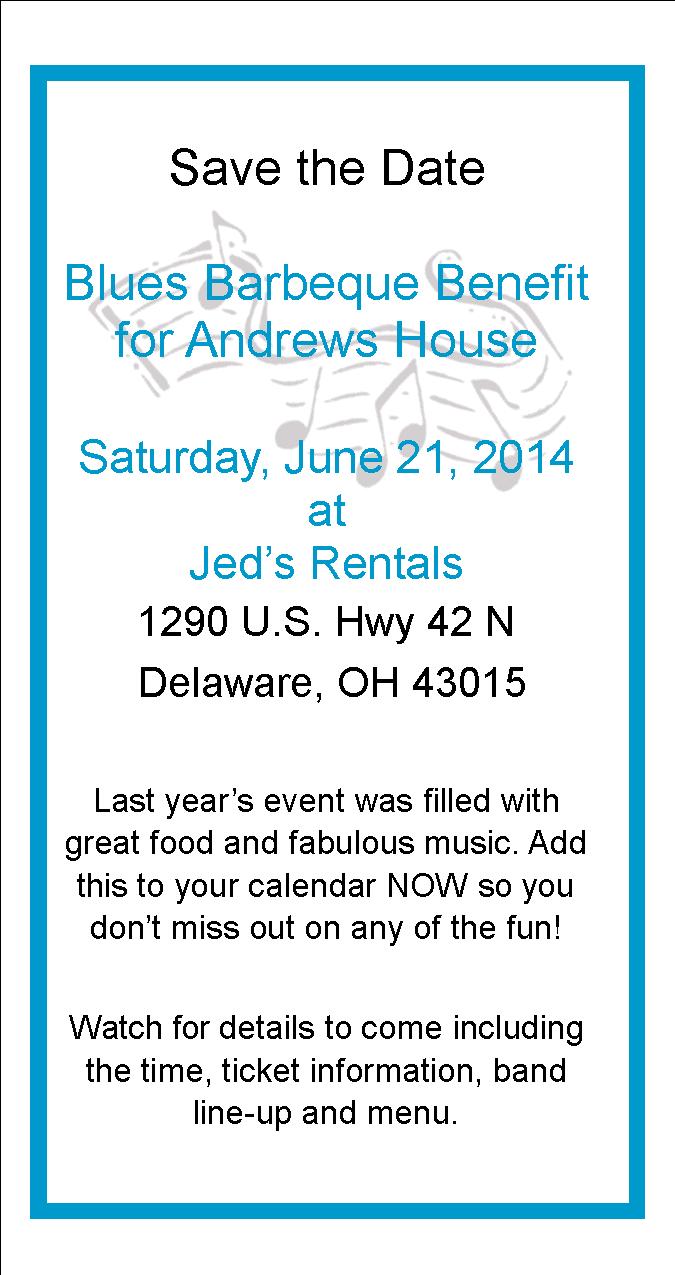 Save the Date
Blues Barbeque Benefit
for Andrews House
Saturday, June 21, 2014
at
Jed’s Rentals
1290 U.S. Hwy 42 N
Delaware, OH 43015
Last year’s event was filled with
great food and fabulous music. Add
this to your calendar NOW so you
don’t miss out on any of the fun!
Watch for details to come including
the time, ticket information, band
line-up and menu.